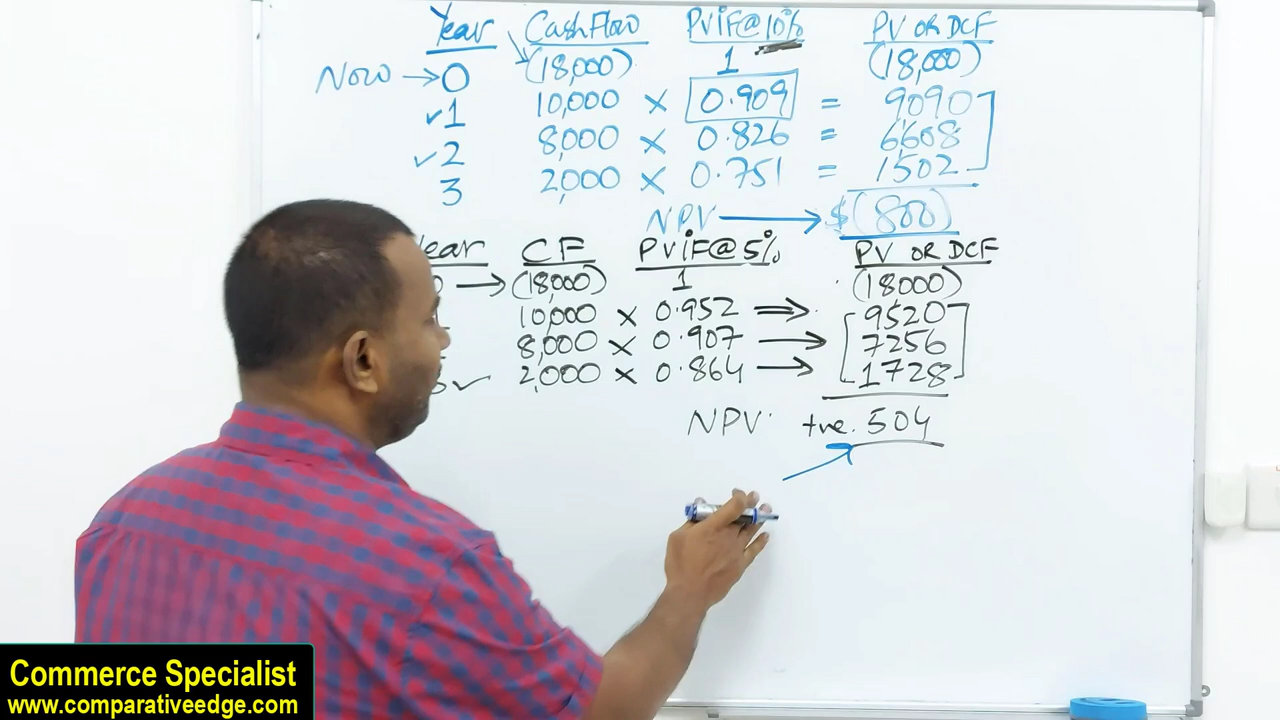 Year Cash Flow PViF@10% PV OR DCF
Now → 0 (18,000) 1 (18,000)
✓1 10,000 × 0.909 = 9090
✓2 8,000 × 0.826 = 6608
3 2,000 × 0.751 = 1502
NPV → $(800)
Year CF PViF@5% PV OR DCF
0 → (18,000) 1 (18000)
10,000 × 0.952 ⇒ 9520
8,000 × 0.907 → 7256
✓ 2,000 × 0.864 → 1728
NPV +ve. 504
Commerce Specialist
www.comparativeedge.com